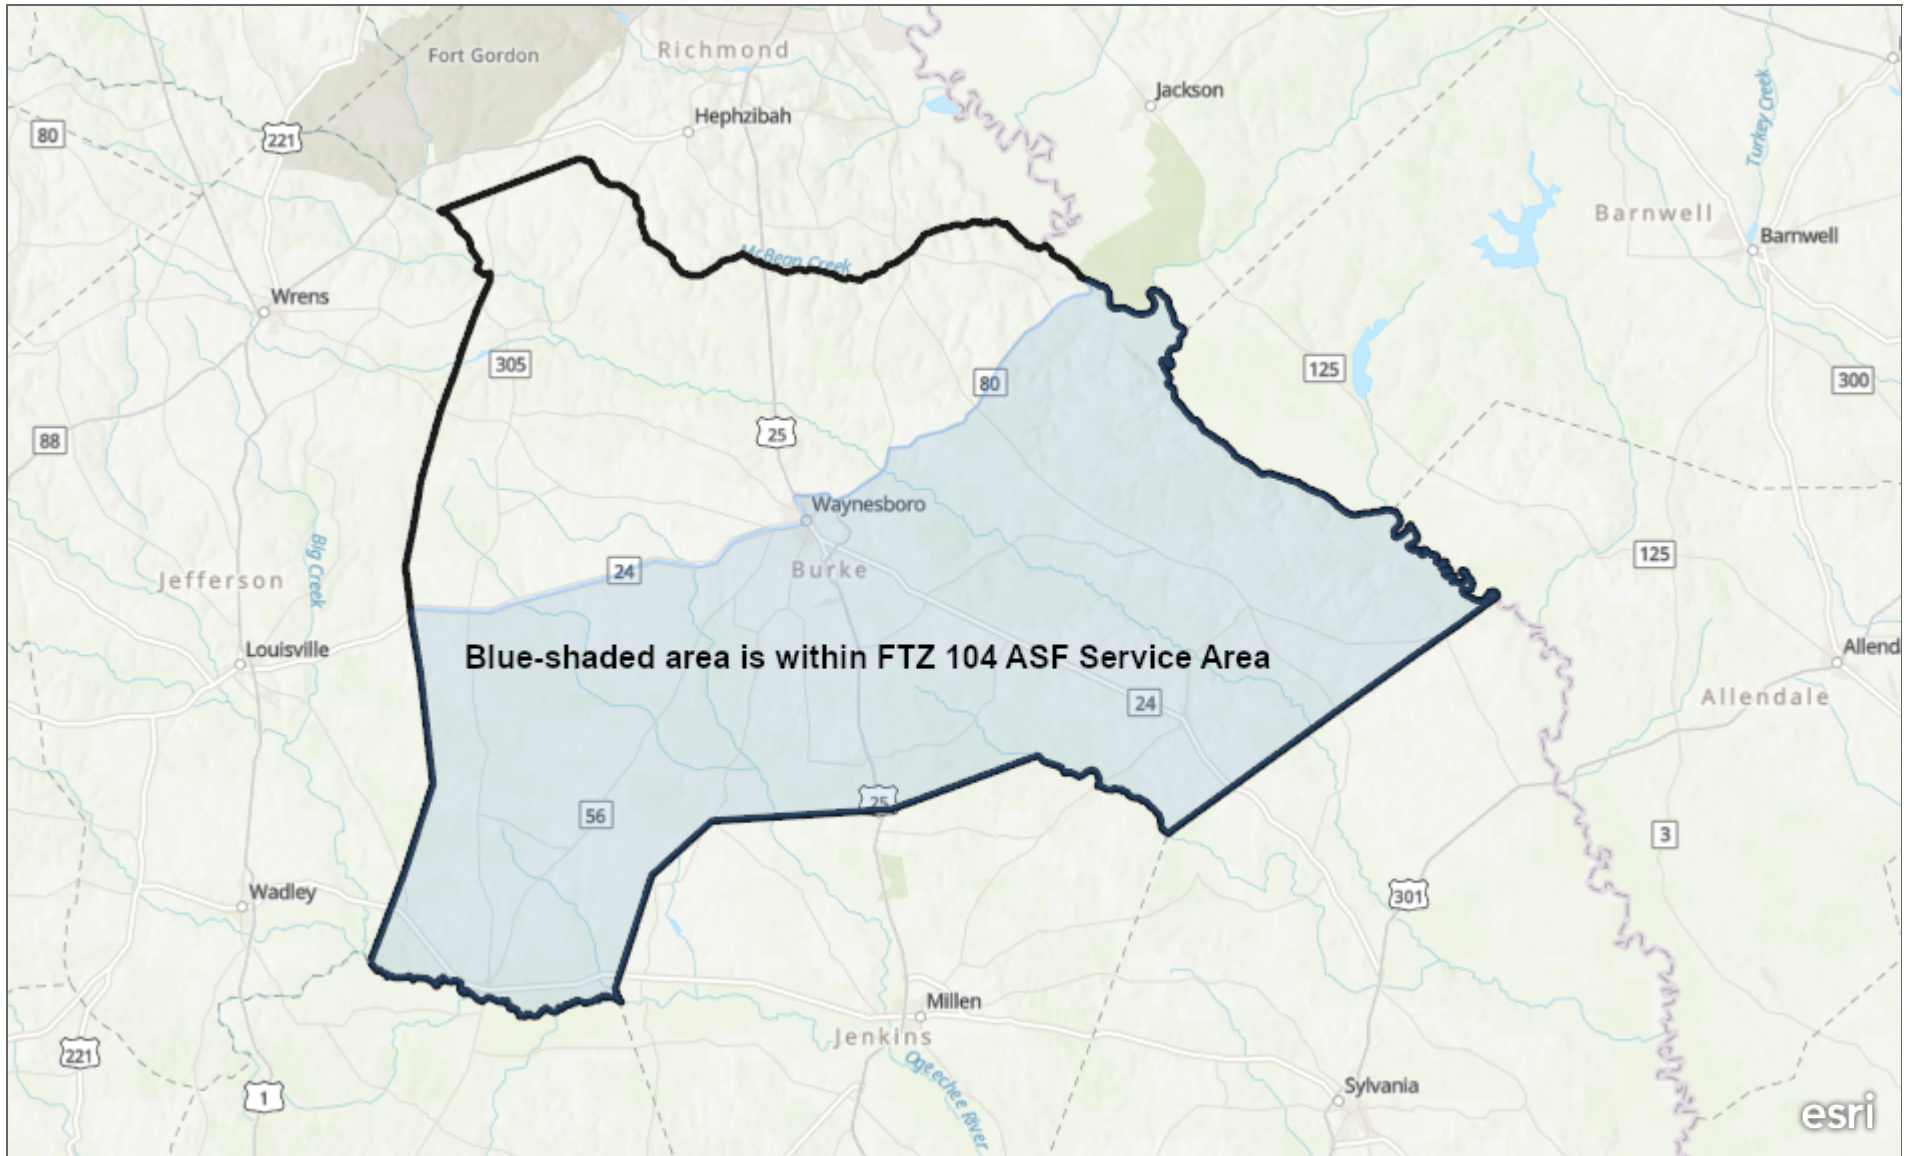 Fort Gordon
Richmond
Jackson
Turkey Creek
Hephzibah
80
221
Barnwell
Barnwell
McBean Creek
Wrens
305
80
125
300
25
88
Waynesboro
24
Burke
Big Creek
Jefferson
125
Louisville
Blue-shaded area is within FTZ 104 ASF Service Area
Allend
24
Allendale
25
56
3
Wadley
301
Millen
Jenkins
221
Ogeechee River
1
Sylvania
esri